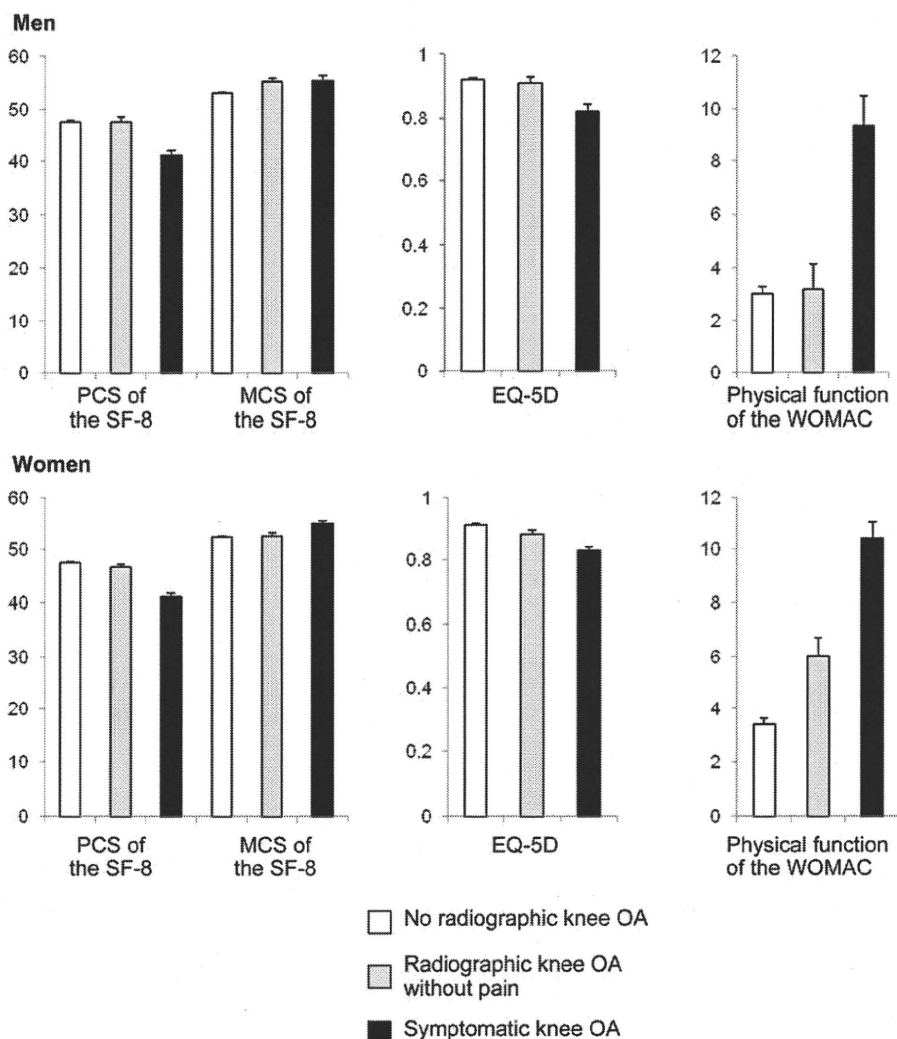 Men
60
50
40
30
20
10
0
PCS of
the SF-8
MCS of
the SF-8
1
0.8
0.6
0.4
0.2
0
EQ-5D
12
10
8
6
4
2
0
Physical function
of the WOMAC
Women
60
50
40
30
20
10
0
PCS of
the SF-8
MCS of
the SF-8
1
0.8
0.6
0.4
0.2
0
EQ-5D
12
10
8
6
4
2
0
Physical function
of the WOMAC
No radiographic knee OA
Radiographic knee OA
without pain
Symptomatic knee OA